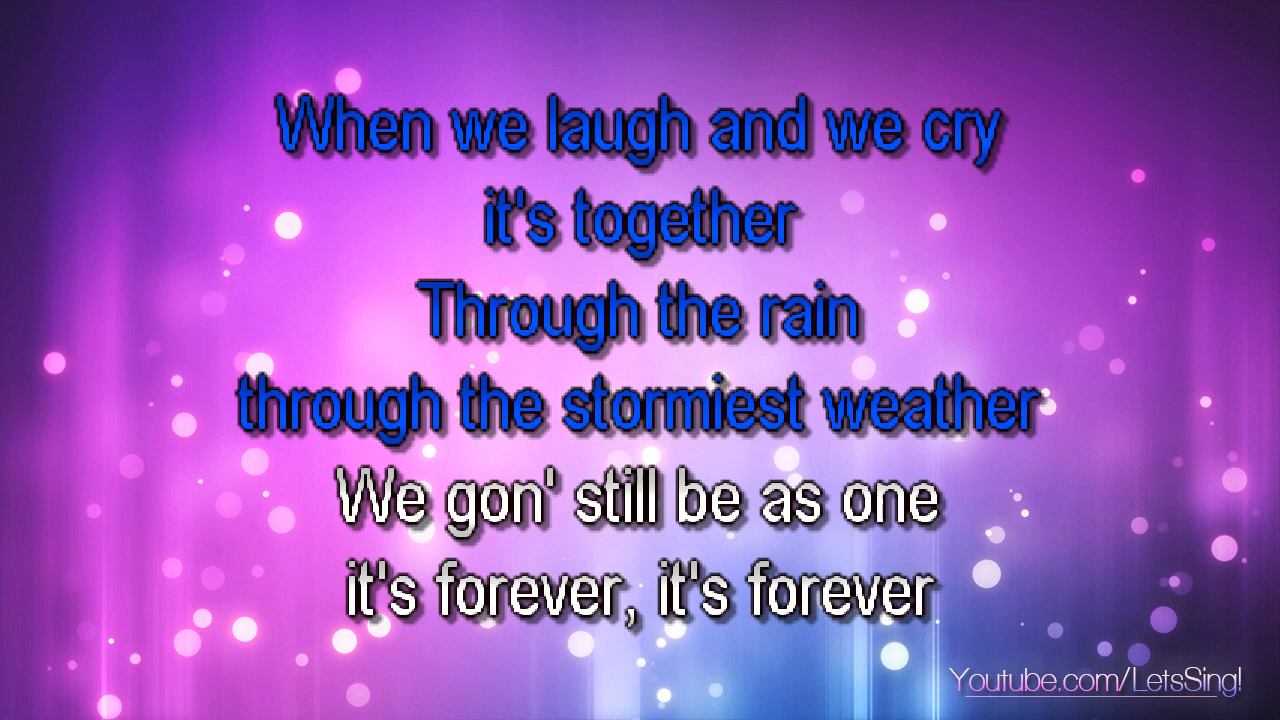 When we laugh and we cry
it's together
Through the rain
through the stormiest weather
We gon' still be as one
it's forever, it's forever
Youtube.com/LetsSing!